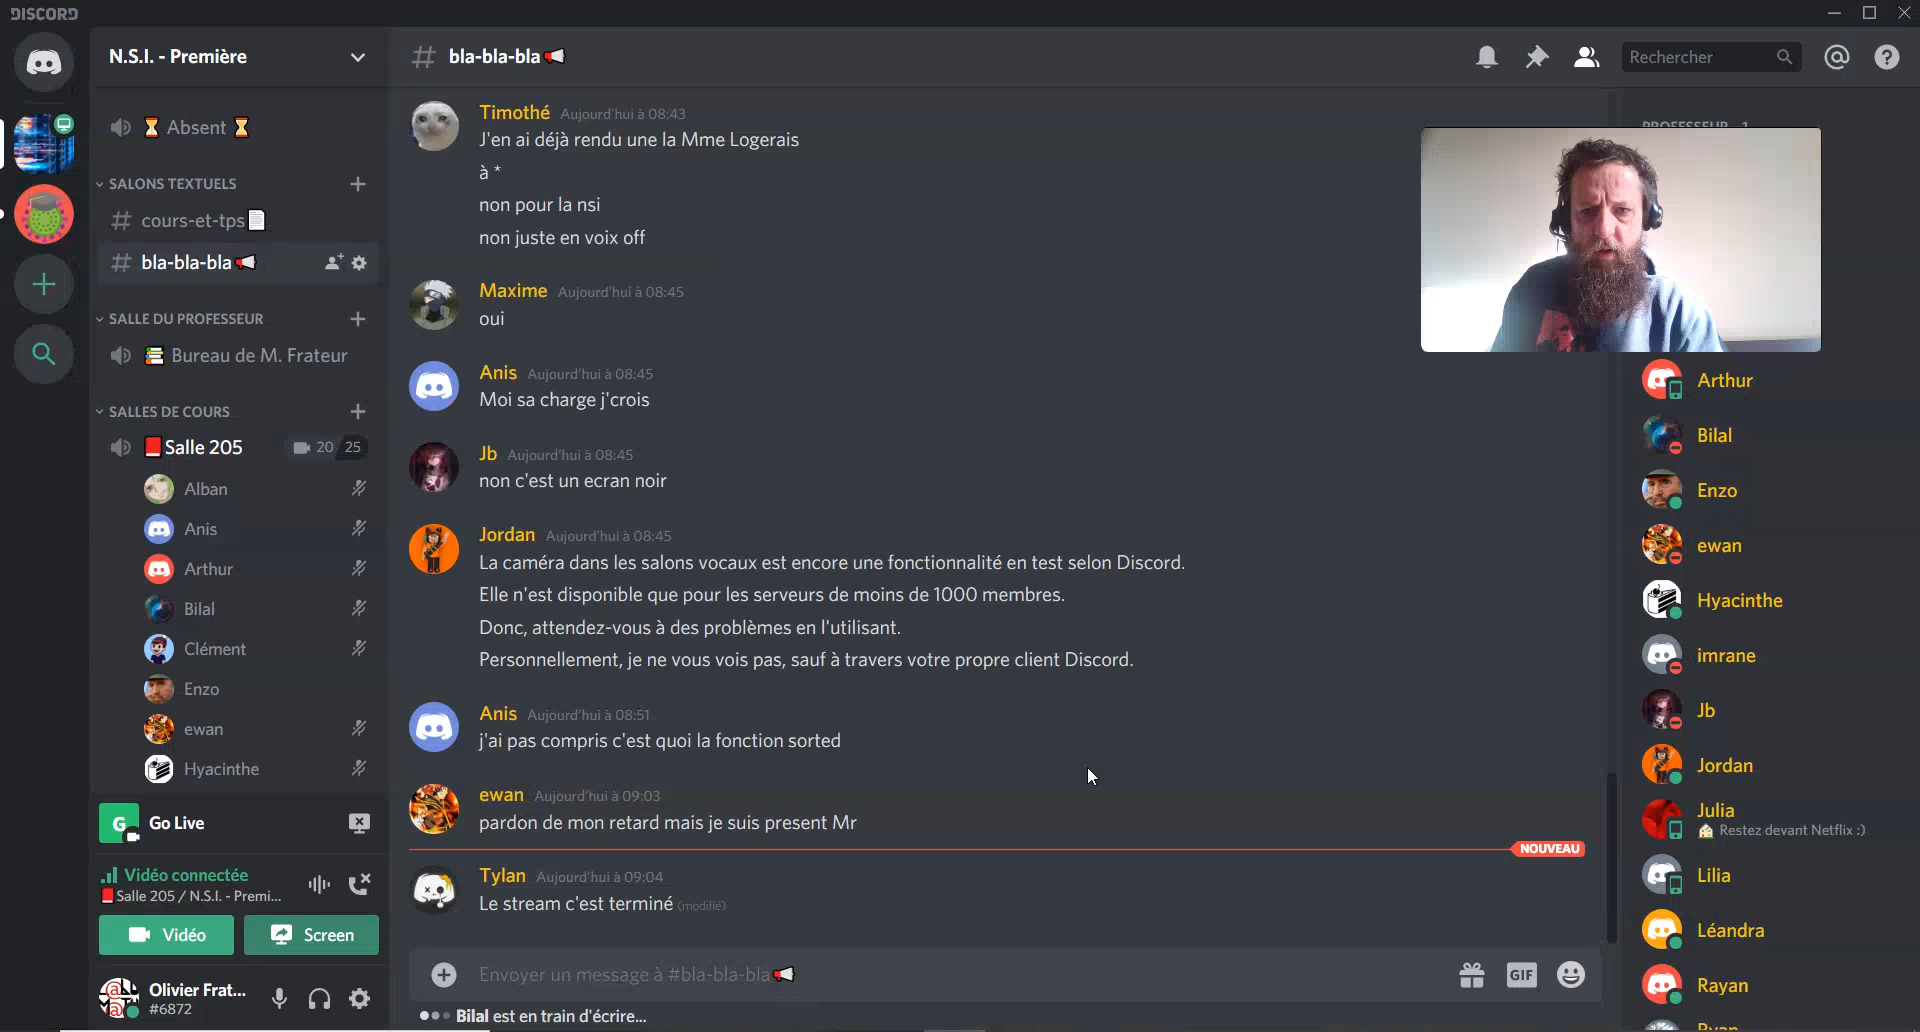 DISCORD
N.S.I. - Première
Absent
SALONS TEXTUELS
cours-et-tps
bla-bla-bla
SALLE DU PROFESSEUR
Bureau de M. Frateur
SALLES DE COURS
Salle 205
20 25
Alban
Anis
Arthur
Bilal
Clément
Enzo
ewan
Hyacinthe
G
Go Live
Vidéo connectée
Salle 205 / N.S.I. - Premi...
Vidéo
Screen
Olivier Frat...
#6872
# bla-bla-bla
Rechercher
Timothé Aujourd'hui à 08:43
J'en ai déjà rendu une la Mme Logerais
à *
non pour la nsi
non juste en voix off
Maxime Aujourd'hui à 08:45
oui
Anis Aujourd'hui à 08:45
Moi sa charge j'crois
Jb Aujourd'hui à 08:45
non c'est un ecran noir
Jordan Aujourd'hui à 08:45
La caméra dans les salons vocaux est encore une fonctionnalité en test selon Discord.
Elle n'est disponible que pour les serveurs de moins de 1000 membres.
Donc, attendez-vous à des problèmes en l'utilisant.
Personnellement, je ne vous vois pas, sauf à travers votre propre client Discord.
Anis Aujourd'hui à 08:51
j'ai pas compris c'est quoi la fonction sorted
ewan Aujourd'hui à 09:03
pardon de mon retard mais je suis present Mr
NOUVEAU
Tylan Aujourd'hui à 09:04
Le stream c'est terminé (modifié)
Envoyer un message à #bla-bla-bla
GIF
Bilal est en train d'écrire...
PROFESSEUR - 1
Arthur
Bilal
Enzo
ewan
Hyacinthe
imrane
Jb
Jordan
Julia
Restez devant Netflix :)
Lilia
Léandra
Rayan